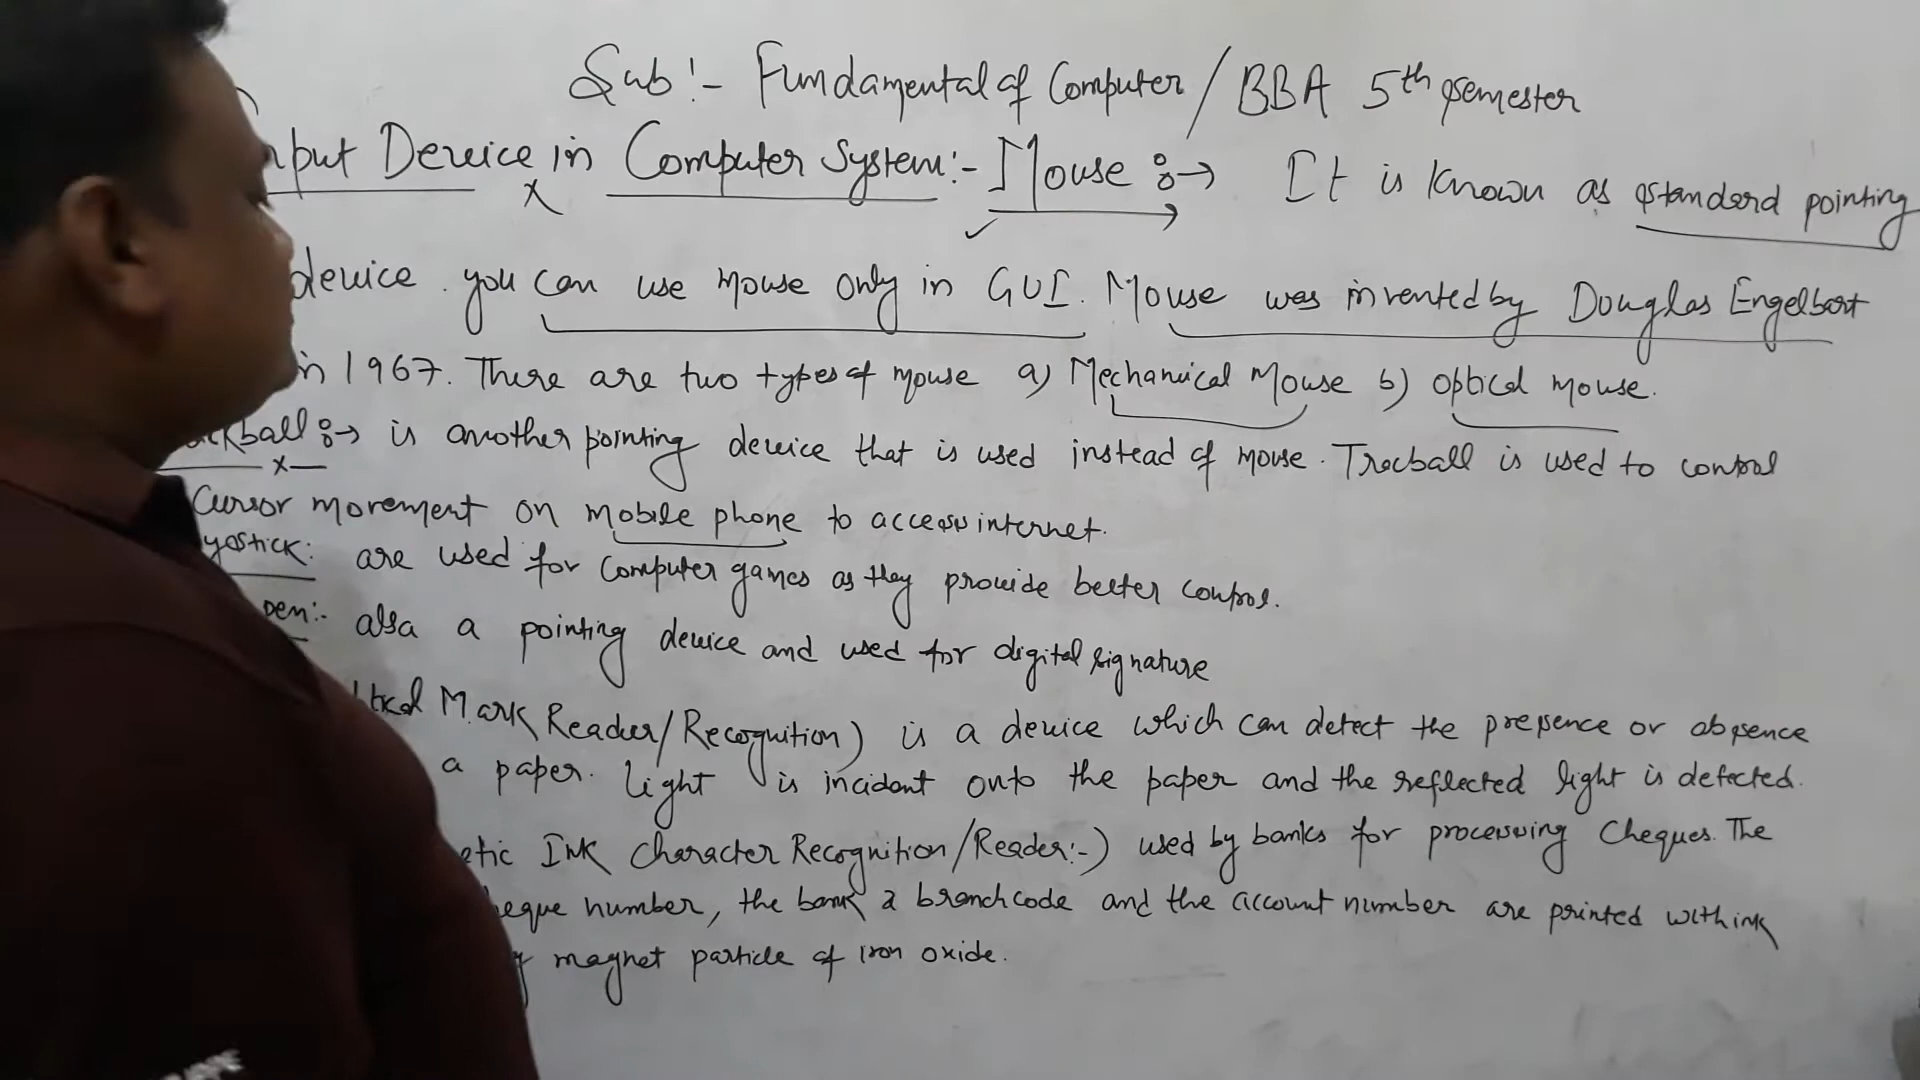 Sub:- Fundamental of Computer / BBA 5th semester
Device in Computer System:- Mouse :→ It is known as standard pointing
device. you can use mouse only in GUI. Mouse was invented by Douglas Engelbart
in 1967. There are two types of mouse a) Mechanical Mouse b) optical mouse.
ackball :→ is another pointing device that is used instead of mouse. Tracball is used to control
Cursor movement on mobile phone to access internet.
yostick: are used for computer games as they provide better control.
pen:- also a pointing device and used for digital signature
tical Mark Reader/Recognition) is a device which can detect the presence or absence
a paper. light is incident onto the paper and the reflected light is detected.
etic Ink Character Recognition/Reader:-) used by banks for processing Cheques. The
heque number, the bank & branch code and the account number are printed with ink
magnet particle of iron oxide.